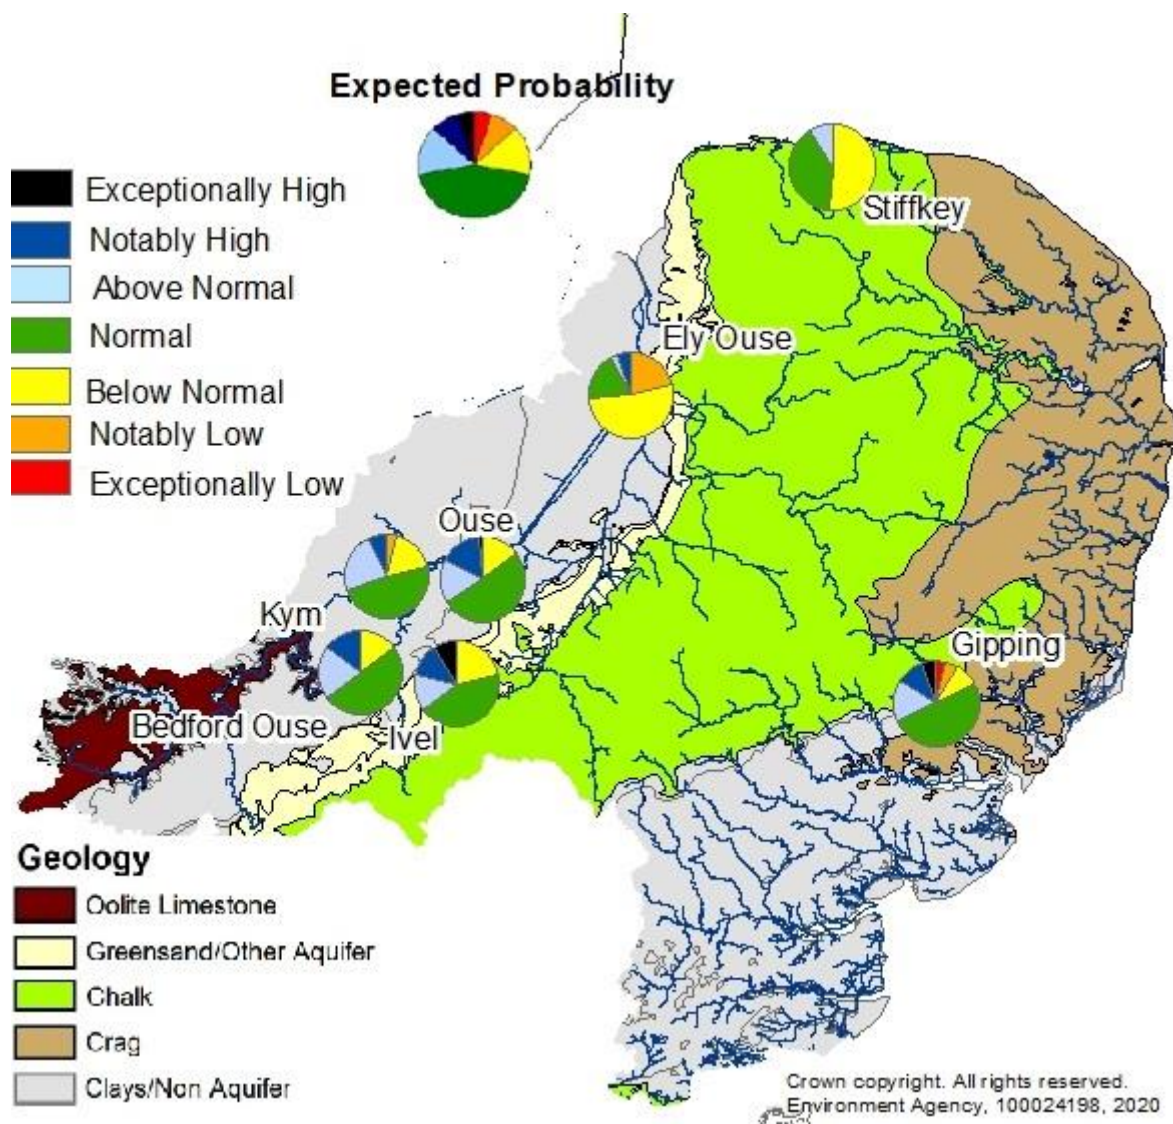 Expected Probability
Exceptionally High
Notably High
Above Normal
Normal
Below Normal
Notably Low
Exceptionally Low
Stiffkey
Ely Ouse
Ouse
Kym
Gipping
Bedford Ouse
Ivel
Geology
Oolite Limestone
Greensand/Other Aquifer
Chalk
Crag
Clays/Non Aquifer
Crown copyright. All rights reserved.
Environment Agency, 100024198, 2020